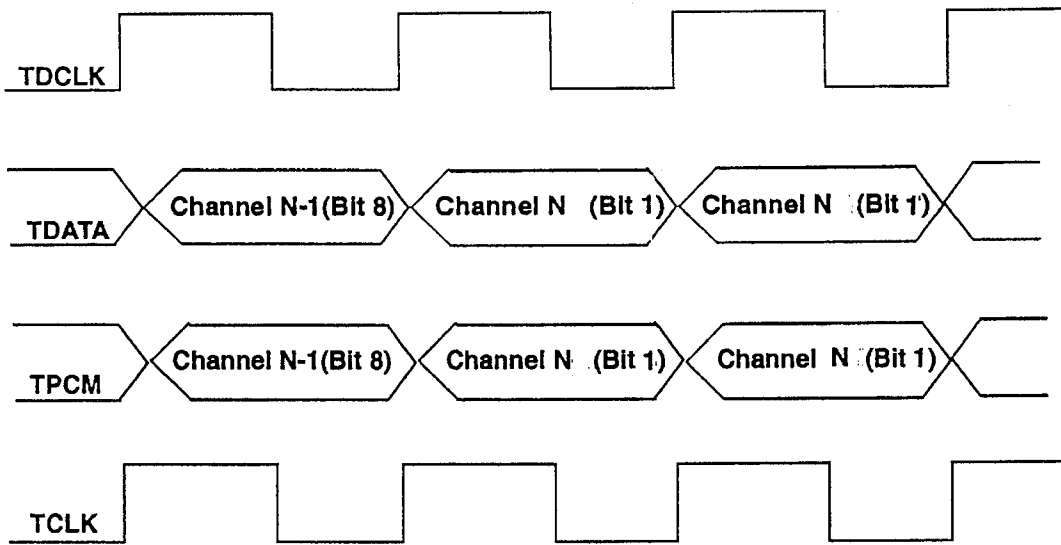 TDCLK
TDATA Channel N-1(Bit 8) Channel N (Bit 1) Channel N (Bit 1)
TPCM Channel N-1(Bit 8) Channel N (Bit 1) Channel N (Bit 1)
TCLK